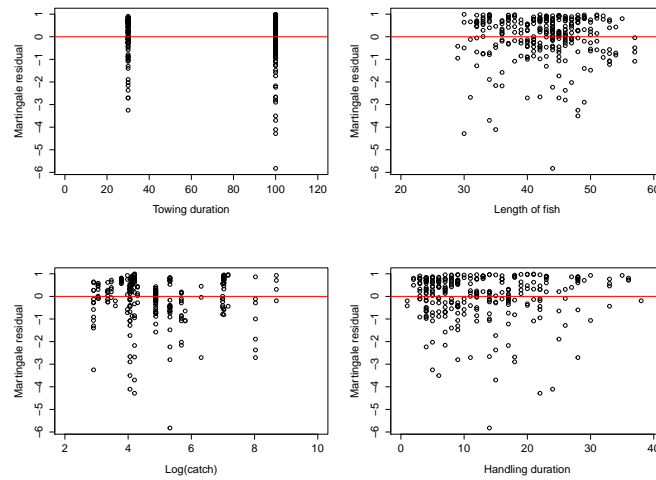 1
0
−1
−2
−3
−4
−5
−6
Martingale residual
0 20 40 60 80 100 120
Towing duration
1
0
−1
−2
−3
−4
−5
−6
Martingale residual
20 30 40 50 60
Length of fish
1
0
−1
−2
−3
−4
−5
−6
Martingale residual
2 4 6 8 10
Log(catch)
1
0
−1
−2
−3
−4
−5
−6
Martingale residual
0 10 20 30 40
Handling duration